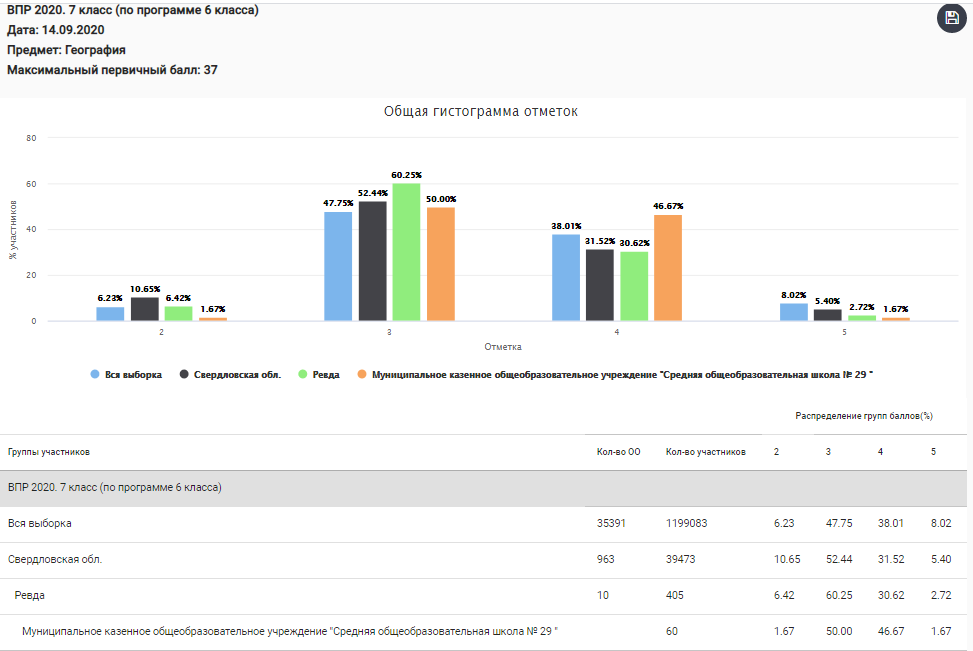 ВПР 2020. 7 класс (по программе 6 класса)
Дата: 14.09.2020
Предмет: География
Максимальный первичный балл: 37
Общая гистограмма отметок
80
60
40
20
0
% участников
6.23% 10.65% 6.42% 1.67%
47.75% 52.44% 60.25% 50.00%
38.01% 31.52% 30.62% 46.67%
8.02% 5.40% 2.72% 1.67%
2 3 4 5
Отметка
Вся выборка Свердловская обл. Ревда Муниципальное казенное общеобразовательное учреждение "Средняя общеобразовательная школа № 29 "
Распределение групп баллов(%)
Группы участников Кол-во ОО Кол-во участников 2 3 4 5
ВПР 2020. 7 класс (по программе 6 класса)
Вся выборка 35391 1199083 6.23 47.75 38.01 8.02
Свердловская обл. 963 39473 10.65 52.44 31.52 5.40
Ревда 10 405 6.42 60.25 30.62 2.72
Муниципальное казенное общеобразовательное учреждение "Средняя общеобразовательная школа № 29 " 60 1.67 50.00 46.67 1.67